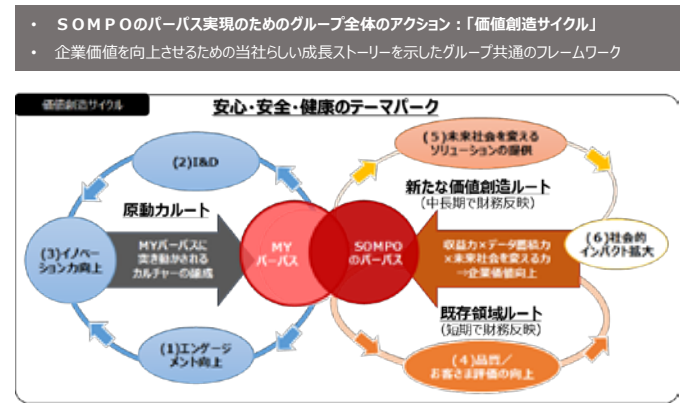 ・ ＳＯＭＰＯのパーパス実現のためのグループ全体のアクション：「価値創造サイクル」
・ 企業価値を向上させるための当社らしい成長ストーリーを示したグループ共通のフレームワーク
価値創造サイクル
安心・安全・健康のテーマパーク
(2)I&D
(5)未来社会を変える
ソリューションの提供
原動力ルート
新たな価値創造ルート
(中長期で財務反映)
(3)イノベー
ション力向上
MYパーパスに
突き動かされる
カルチャーの醸成
MY
パーパス
SOMPO
のパーパス
収益力×データ蓄積力
×未来社会を変える力
⇒企業価値向上
(6)社会的
インパクト拡大
既存領域ルート
(短期で財務反映)
(1)エンゲージ
メント向上
(4)品質／
お客さま評価の向上